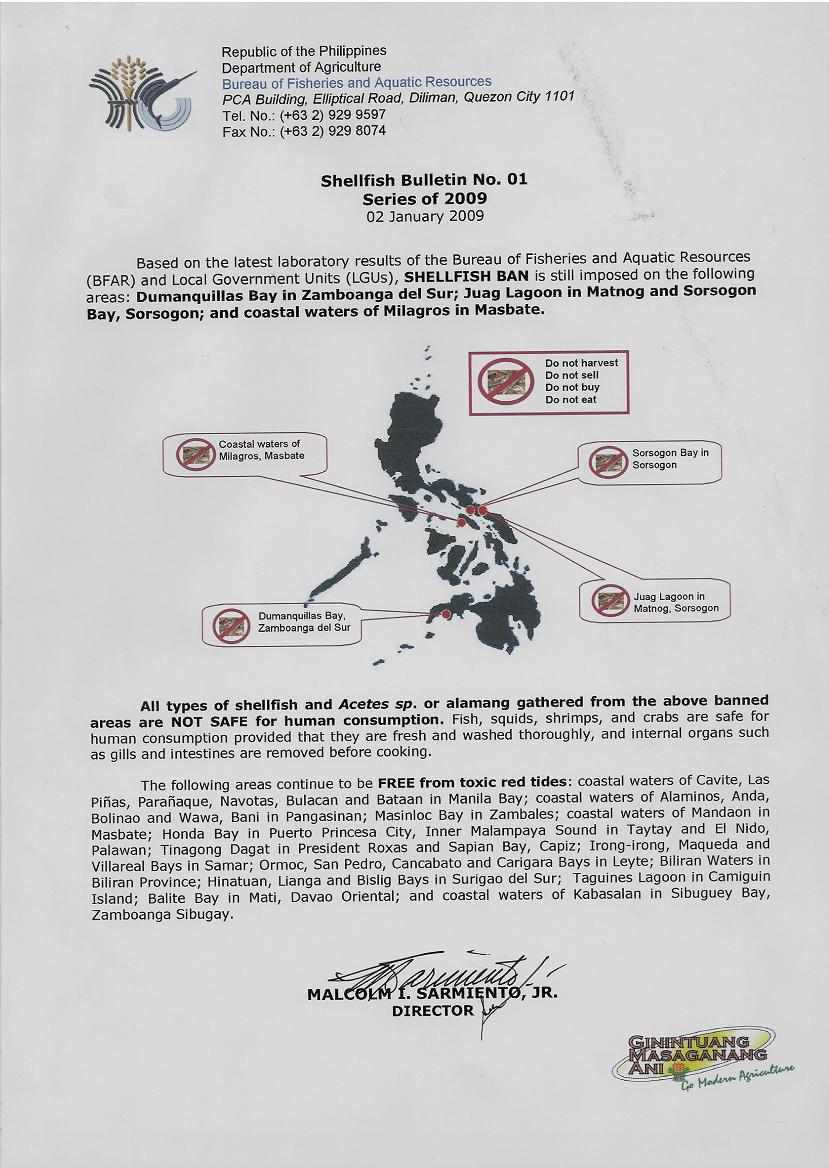 Republic of the Philippines
Department of Agriculture
Bureau of Fisheries and Aquatic Resources
PCA Building, Elliptical Road, Diliman, Quezon City 1101
Tel. No.: (+63 2) 929 9597
Fax No.: (+63 2) 929 8074
Shellfish Bulletin No. 01
Series of 2009
02 January 2009
Based on the latest laboratory results of the Bureau of Fisheries and Aquatic Resources
(BFAR) and Local Government Units (LGUs), SHELLFISH BAN is still imposed on the following
areas: Dumanquillas Bay in Zamboanga del Sur; Juag Lagoon in Matnog and Sorsogon
Bay, Sorsogon; and coastal waters of Milagros in Masbate.
Do not harvest
Do not sell
Do not buy
Do not eat
Coastal waters of
Milagros, Masbate
Sorsogon Bay in
Sorsogon
Juag Lagoon in
Matnog, Sorsogon
Dumanquillas Bay,
Zamboanga del Sur
All types of shellfish and Acetes sp. or alamang gathered from the above banned
areas are NOT SAFE for human consumption. Fish, squids, shrimps, and crabs are safe for
human consumption provided that they are fresh and washed thoroughly, and internal organs such
as gills and intestines are removed before cooking.
The following areas continue to be FREE from toxic red tides: coastal waters of Cavite, Las
Piñas, Parañaque, Navotas, Bulacan and Bataan in Manila Bay; coastal waters of Alaminos, Anda,
Bolinao and Wawa, Bani in Pangasinan; Masinloc Bay in Zambales; coastal waters of Mandaon in
Masbate; Honda Bay in Puerto Princesa City, Inner Malampaya Sound in Taytay and El Nido,
Palawan; Tinagong Dagat in President Roxas and Sapian Bay, Capiz; Irong-irong, Maqueda and
Villareal Bays in Samar; Ormoc, San Pedro, Cancabato and Carigara Bays in Leyte; Biliran Waters in
Biliran Province; Hinatuan, Lianga and Bislig Bays in Surigao del Sur; Taguines Lagoon in Camiguin
Island; Balite Bay in Mati, Davao Oriental; and coastal waters of Kabasalan in Sibuguey Bay,
Zamboanga Sibugay.
MALCOLM I. SARMIENTO, JR.
DIRECTOR
GININTUANG
MASAGANANG
ANI
Go Modern Agriculture